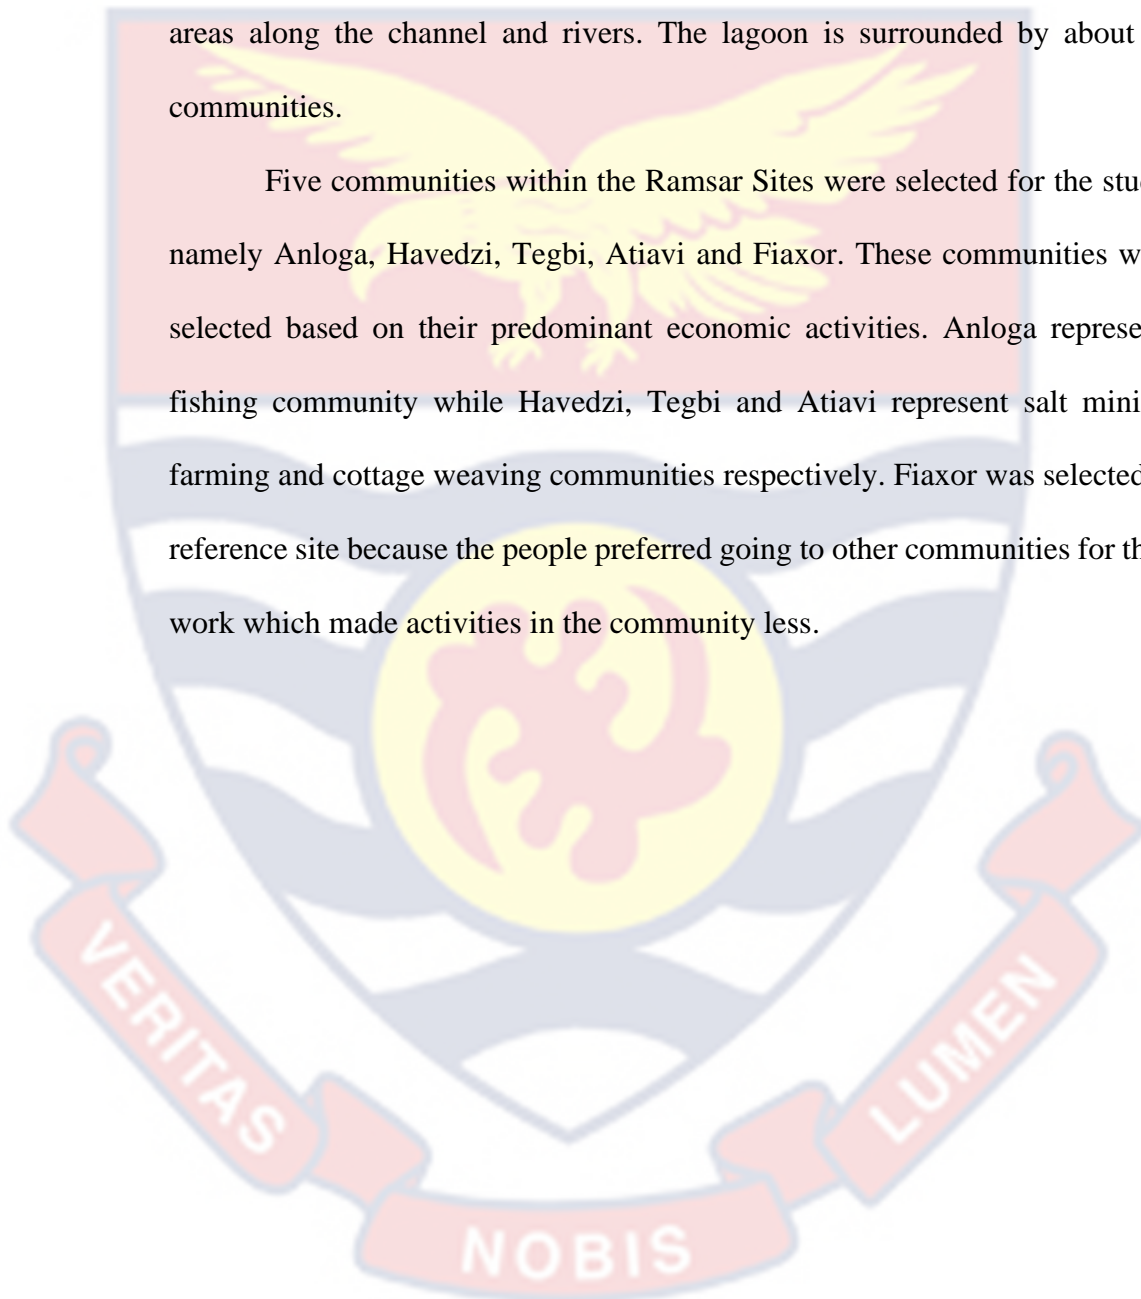 areas along the channel and rivers. The lagoon is surrounded by about
communities.
Five communities within the Ramsar Sites were selected for the
namely Anloga, Havedzi, Tegbi, Atiavi and Fiaxor. These communities
selected based on their predominant economic activities. Anloga
fishing community while Havedzi, Tegbi and Atiavi represent salt
farming and cottage weaving communities respectively. Fiaxor was selected
reference site because the people preferred going to other communities for
work which made activities in the community less.
VERITAS
NOBIS
LUMEN